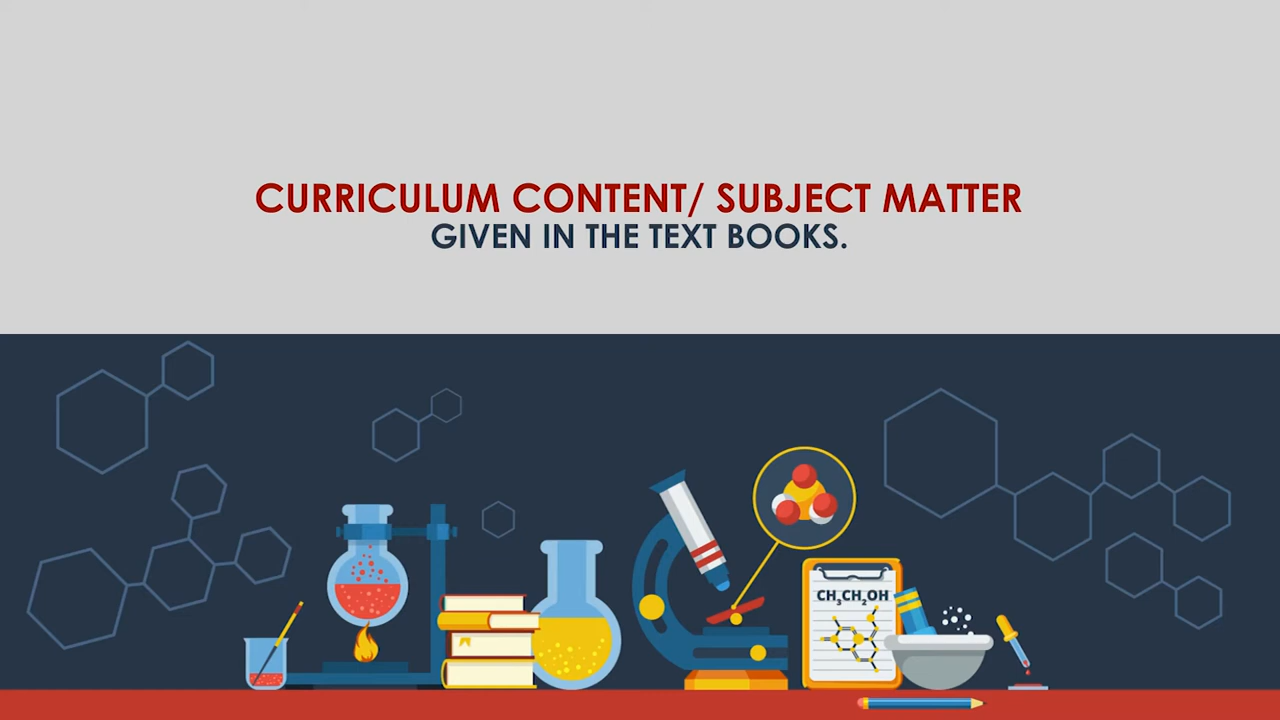 CURRICULUM CONTENT/ SUBJECT MATTER
GIVEN IN THE TEXT BOOKS.
CH₃CH₂OH